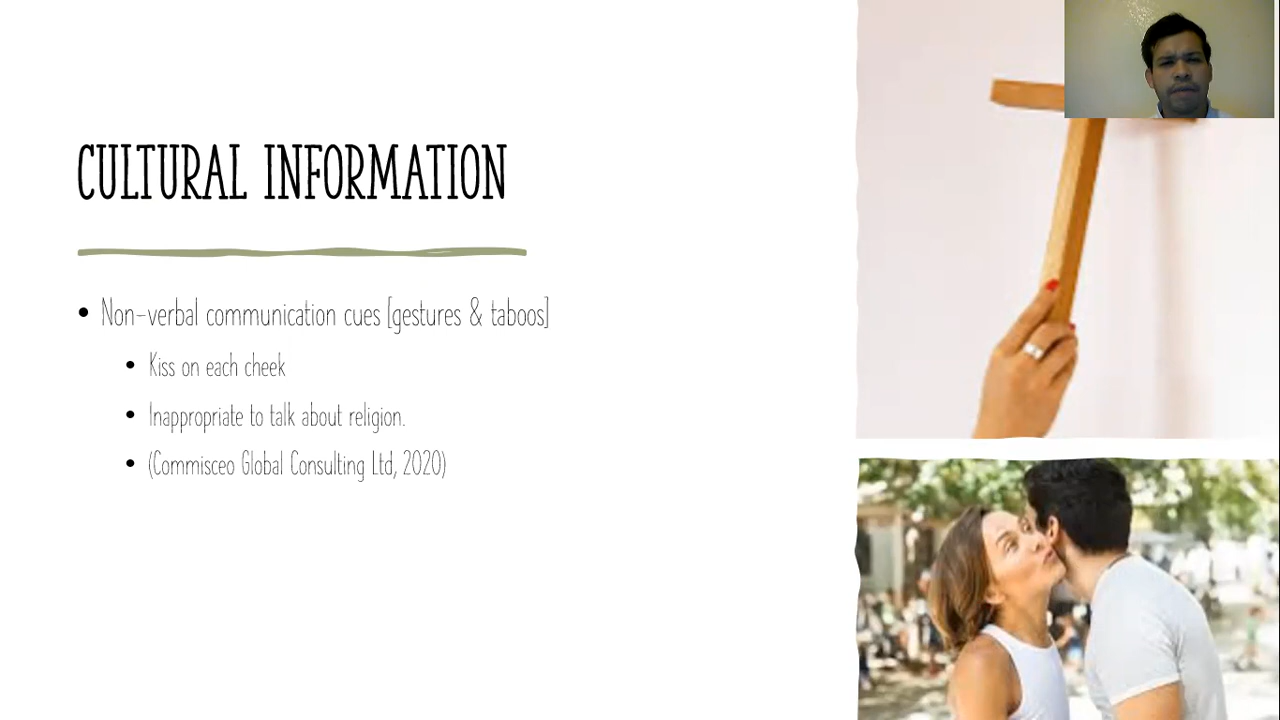 CULTURAL INFORMATION
• Non-verbal communication cues [gestures & taboos]
• Kiss on each cheek
• Inappropriate to talk about religion.
• (Commisceo Global Consulting Ltd, 2020)